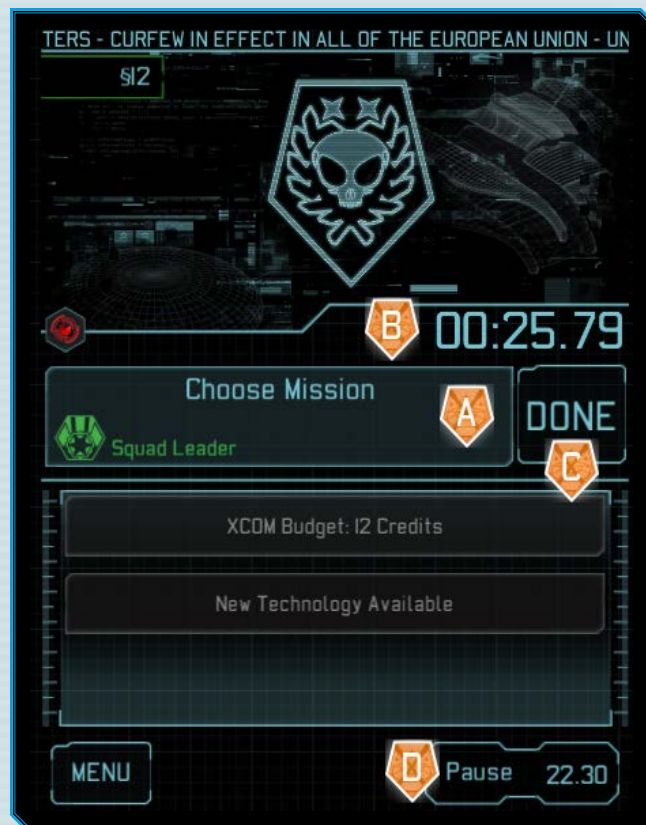 TERS - CURFEW IN EFFECT IN ALL OF THE EUROPEAN UNION - UN
§12
B 00:25.79
Choose Mission
A
DONE
Squad Leader
C
XCOM Budget: 12 Credits
New Technology Available
MENU
D
Pause 22.30